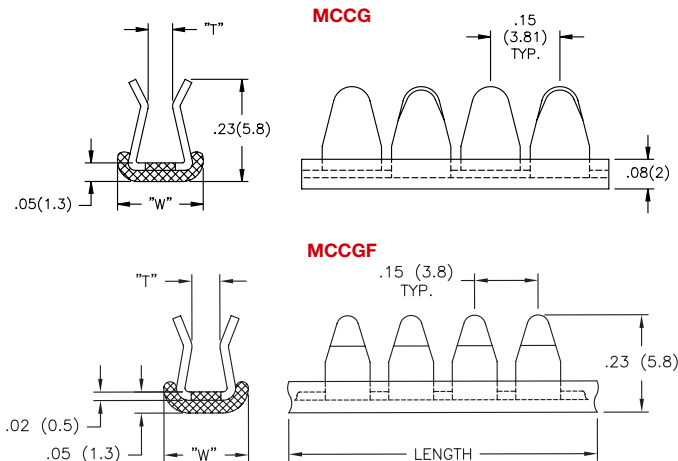 MCCG
"T"
.15
(3.81)
TYP.
.23(5.8)
.05(1.3)
"W"
.08(2)
MCCGF
"T"
.15 (3.8)
TYP.
.23 (5.8)
.02 (0.5)
.05 (1.3)
"W"
LENGTH